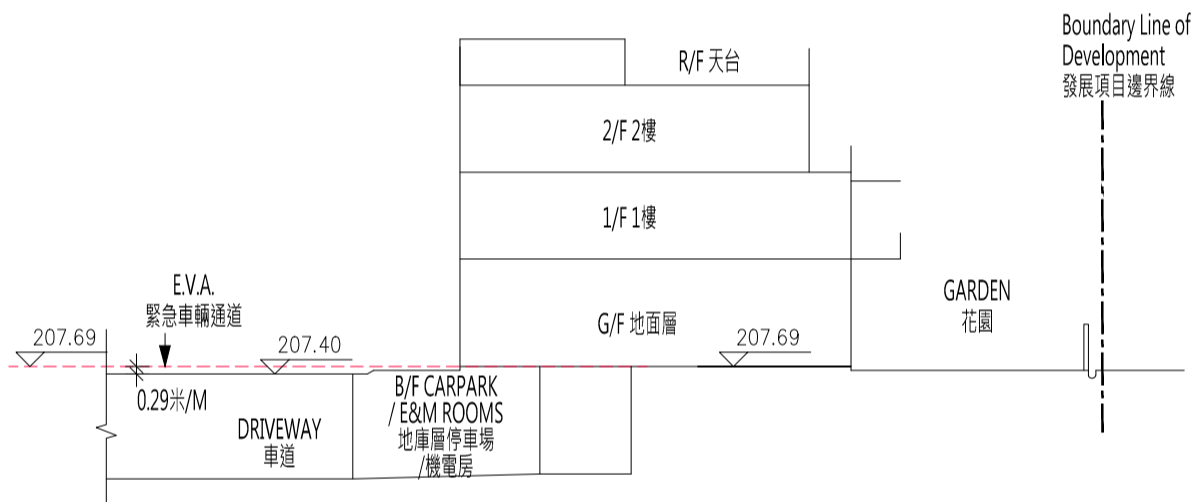 Boundary Line of
Development
發展項目邊界線
R/F 天台
2/F 2樓
1/F 1樓
E.V.A.
緊急車輛通道
GARDEN
花園
G/F 地面層
207.69
207.40
207.69
0.29米/M
B/F CARPARK
/ E&M ROOMS
地庫層停車場
/機電房
DRIVEWAY
車道